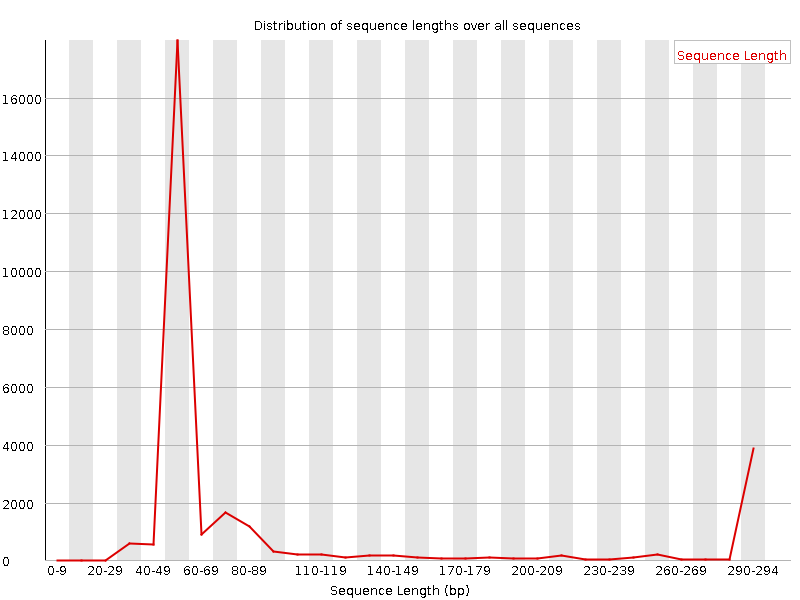 Distribution of sequence lengths over all sequences
Sequence Length
16000
14000
12000
10000
8000
6000
4000
2000
0
0-9 20-29 40-49 60-69 80-89 110-119 140-149 170-179 200-209 230-239 260-269 290-294
Sequence Length (bp)